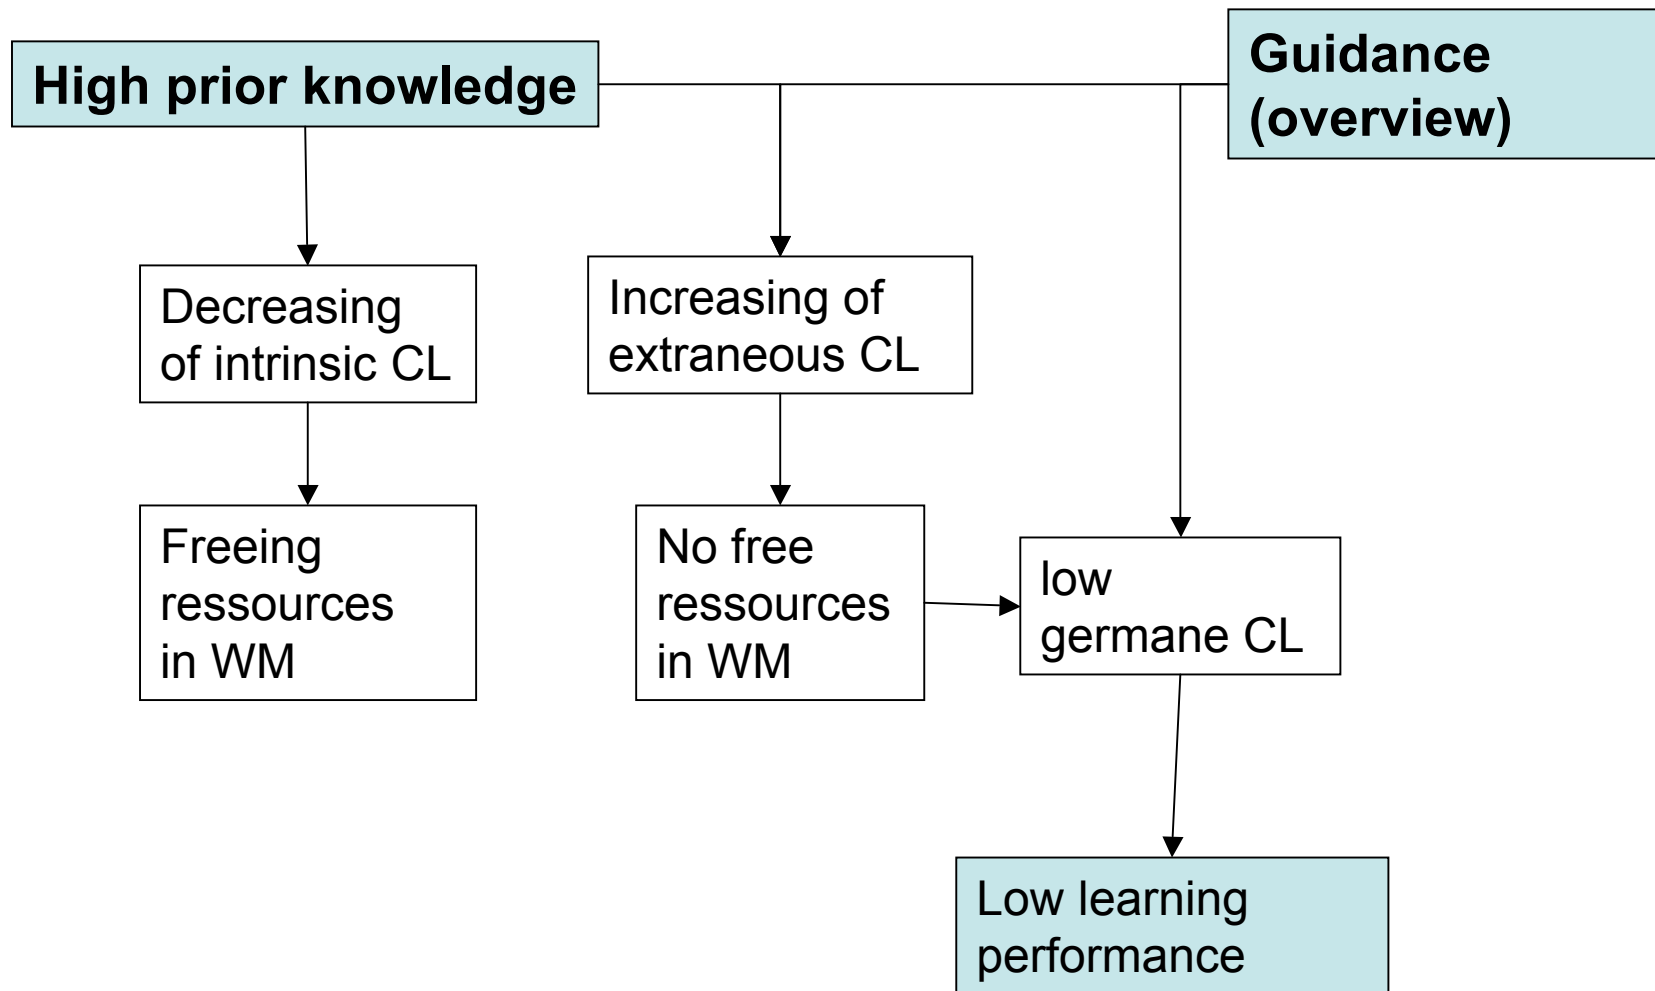 High prior knowledge
Guidance
(overview)
Decreasing
of intrinsic CL
Increasing of
extraneous CL
Freeing
ressources
in WM
No free
ressources
in WM
low
germane CL
Low learning
performance